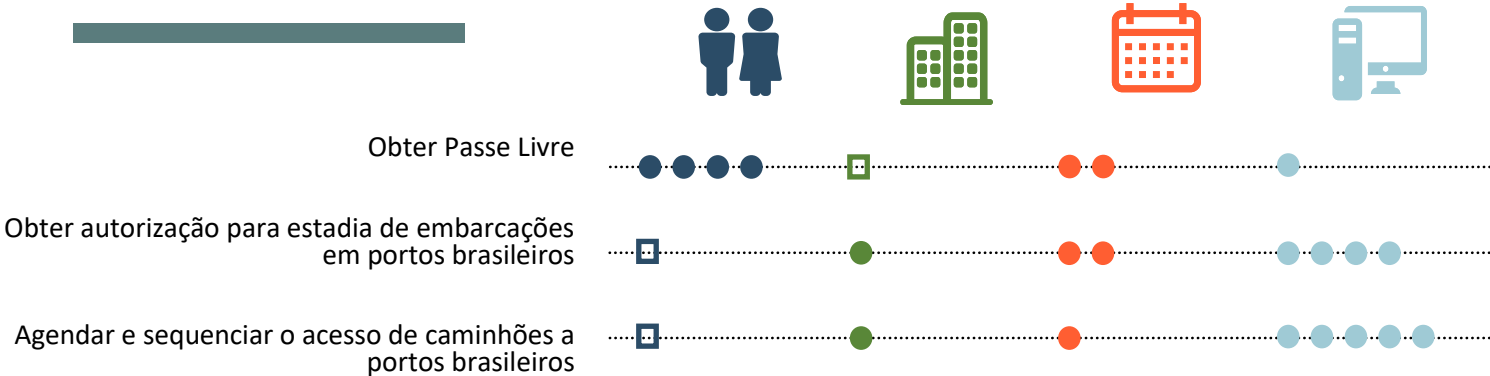 Obter Passe Livre
Obter autorização para estadia de embarcações
em portos brasileiros
Agendar e sequenciar o acesso de caminhões a
portos brasileiros